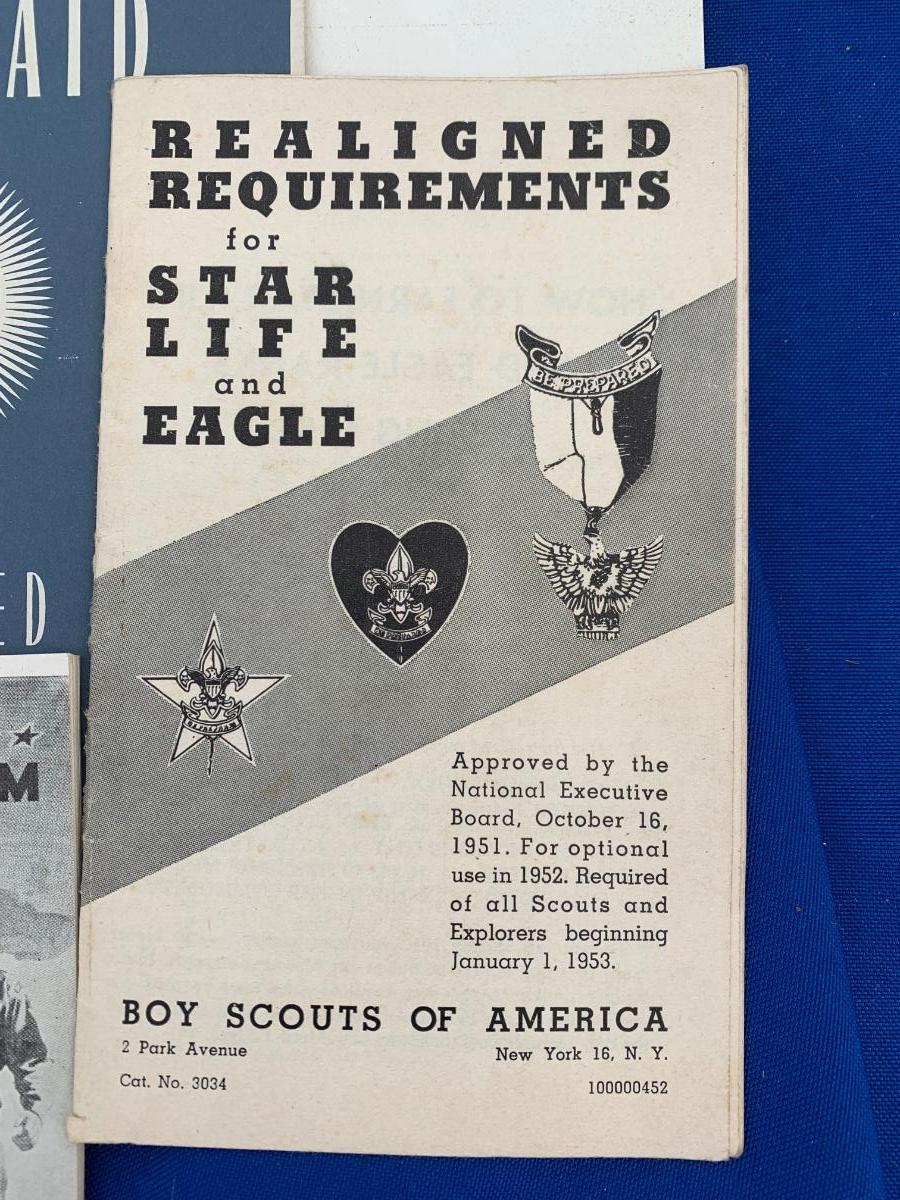 AID
REALIGNED
REQUIREMENTS
for
STAR
LIFE
and
EAGLE
BE PREPARED
Approved by the
National Executive
Board, October 16,
1951. For optional
use in 1952. Required
of all Scouts and
Explorers beginning
January 1, 1953.
BOY SCOUTS OF AMERICA
2 Park Avenue
New York 16, N. Y.
Cat. No. 3034
100000452
ED
M